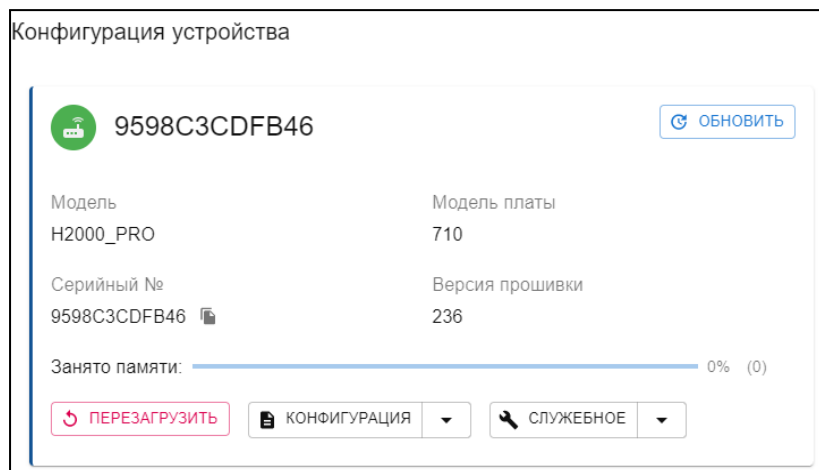 Конфигурация устройства
9598C3CDFB46
ОБНОВИТЬ
Модель
Модель платы
H2000_PRO
710
Серийный №
Версия прошивки
9598C3CDFB46
236
Занято памяти: 0% (0)
ПЕРЕЗАГРУЗИТЬ
КОНФИГУРАЦИЯ
СЛУЖЕБНОЕ